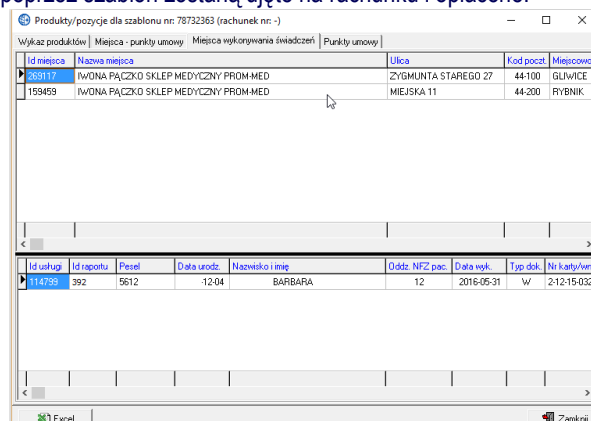 poprzez szablon zostaną ujęte na rachunku i opłacone.
Produkty/pozycje dla szablonu nr: 78732363 (rachunek nr: -)
Wykaz produktów Miejsca - punkty umowy Miejsca wykonywania świadczeń Punkty umowy
Id miejsca Nazwa miejsca Ulica Kod poczt. Miejscowo
269117 IWONA PĄCZKO SKLEP MEDYCZNY PROM-MED ZYGMUNTA STAREGO 27 44-100 GLIWICE
159459 IWONA PĄCZKO SKLEP MEDYCZNY PROM-MED MIEJSKA 11 44-200 RYBNIK
Id usługi Id raportu Pesel Data urodz. Nazwisko i imię Oddz. NFZ pac. Data wyk. Typ dok. Nr karty/wn
114799 392 5612 -12-04 BARBARA 12 2016-05-31 W 2-12-15-032
Excel Zamknij